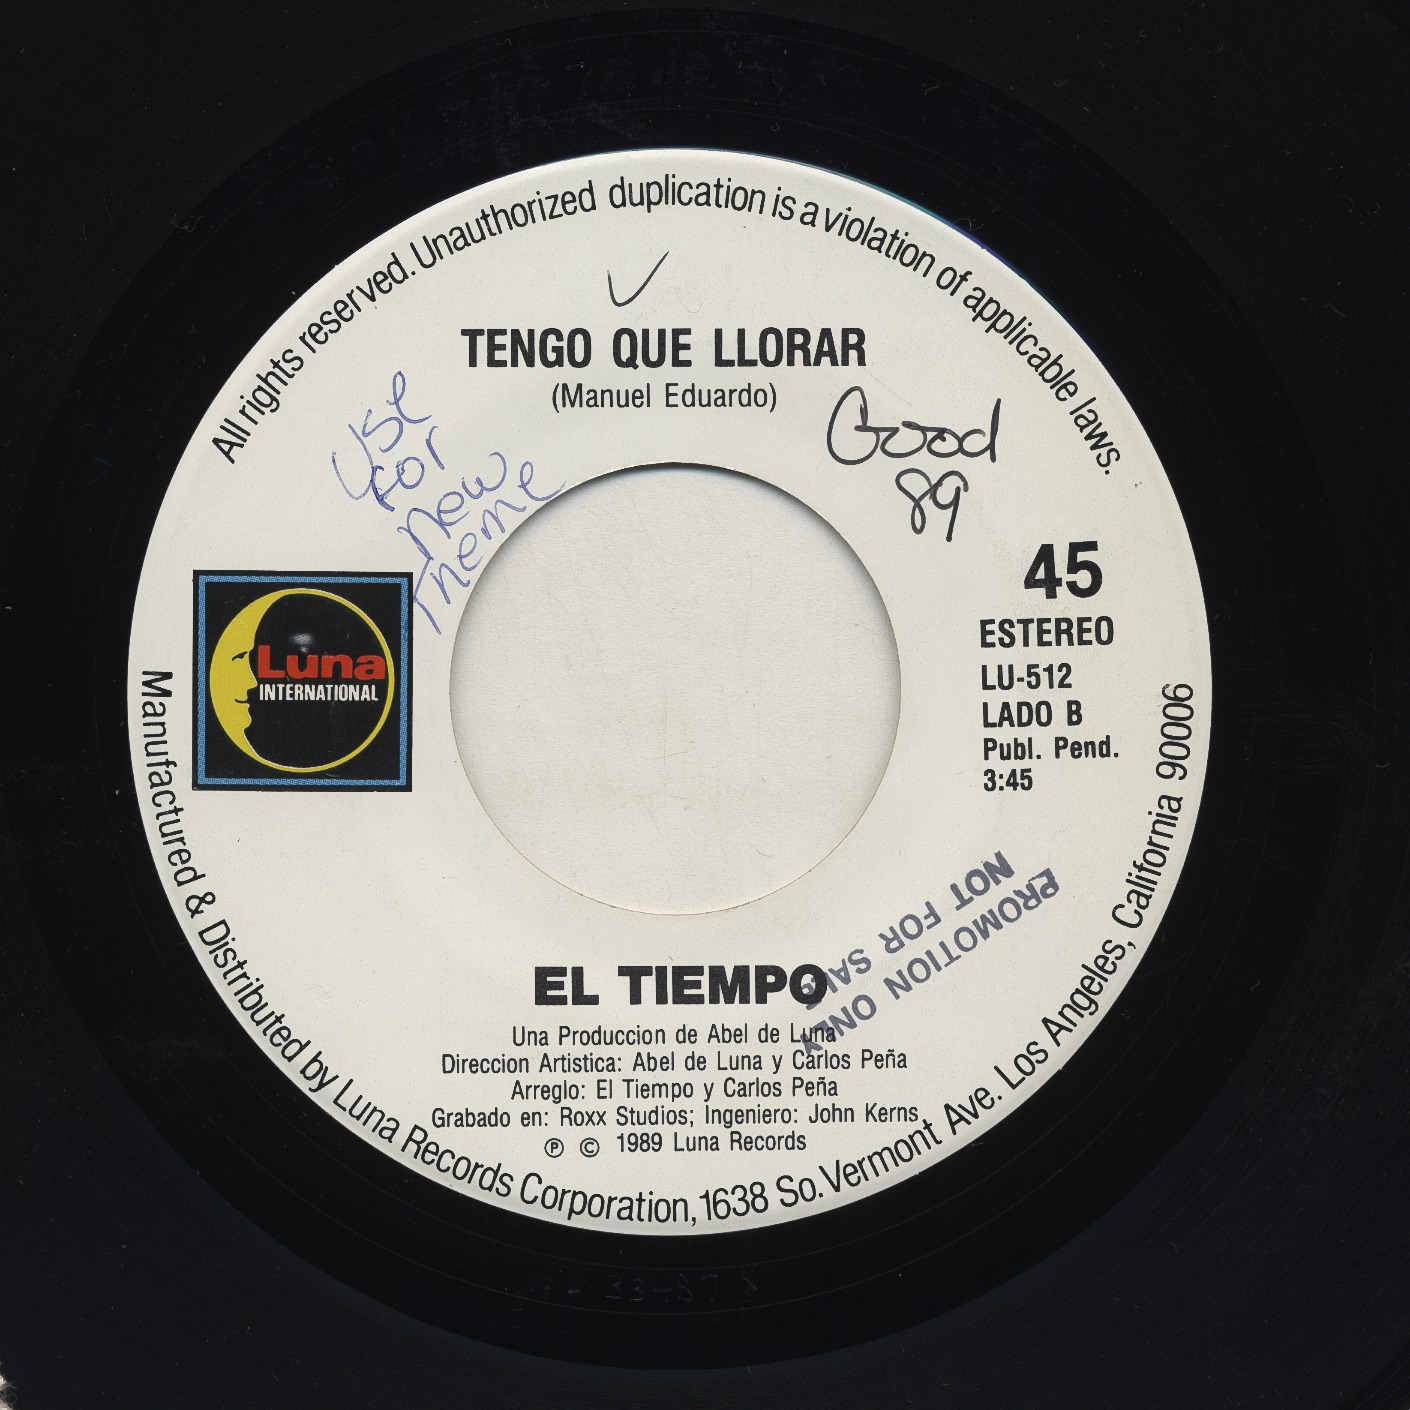 All rights reserved. Unauthorized duplication is a violation of applicable laws.
TENGO QUE LLORAR
(Manuel Eduardo)
Use
For
new
Theme
Good
89
Luna
INTERNATIONAL
45
ESTEREO
LU-512
LADO B
Publ. Pend.
3:45
PROMOTION ONLY
NOT FOR SALE
EL TIEMPO
Una Produccion de Abel de Luna
Direccion Artistica: Abel de Luna y Carlos Peña
Arreglo: El Tiempo y Carlos Peña
Grabado en: Roxx Studios; Ingeniero: John Kerns
Ⓟ © 1989 Luna Records
Manufactured & Distributed by Luna Records Corporation, 1638 So. Vermont Ave. Los Angeles, California 90006